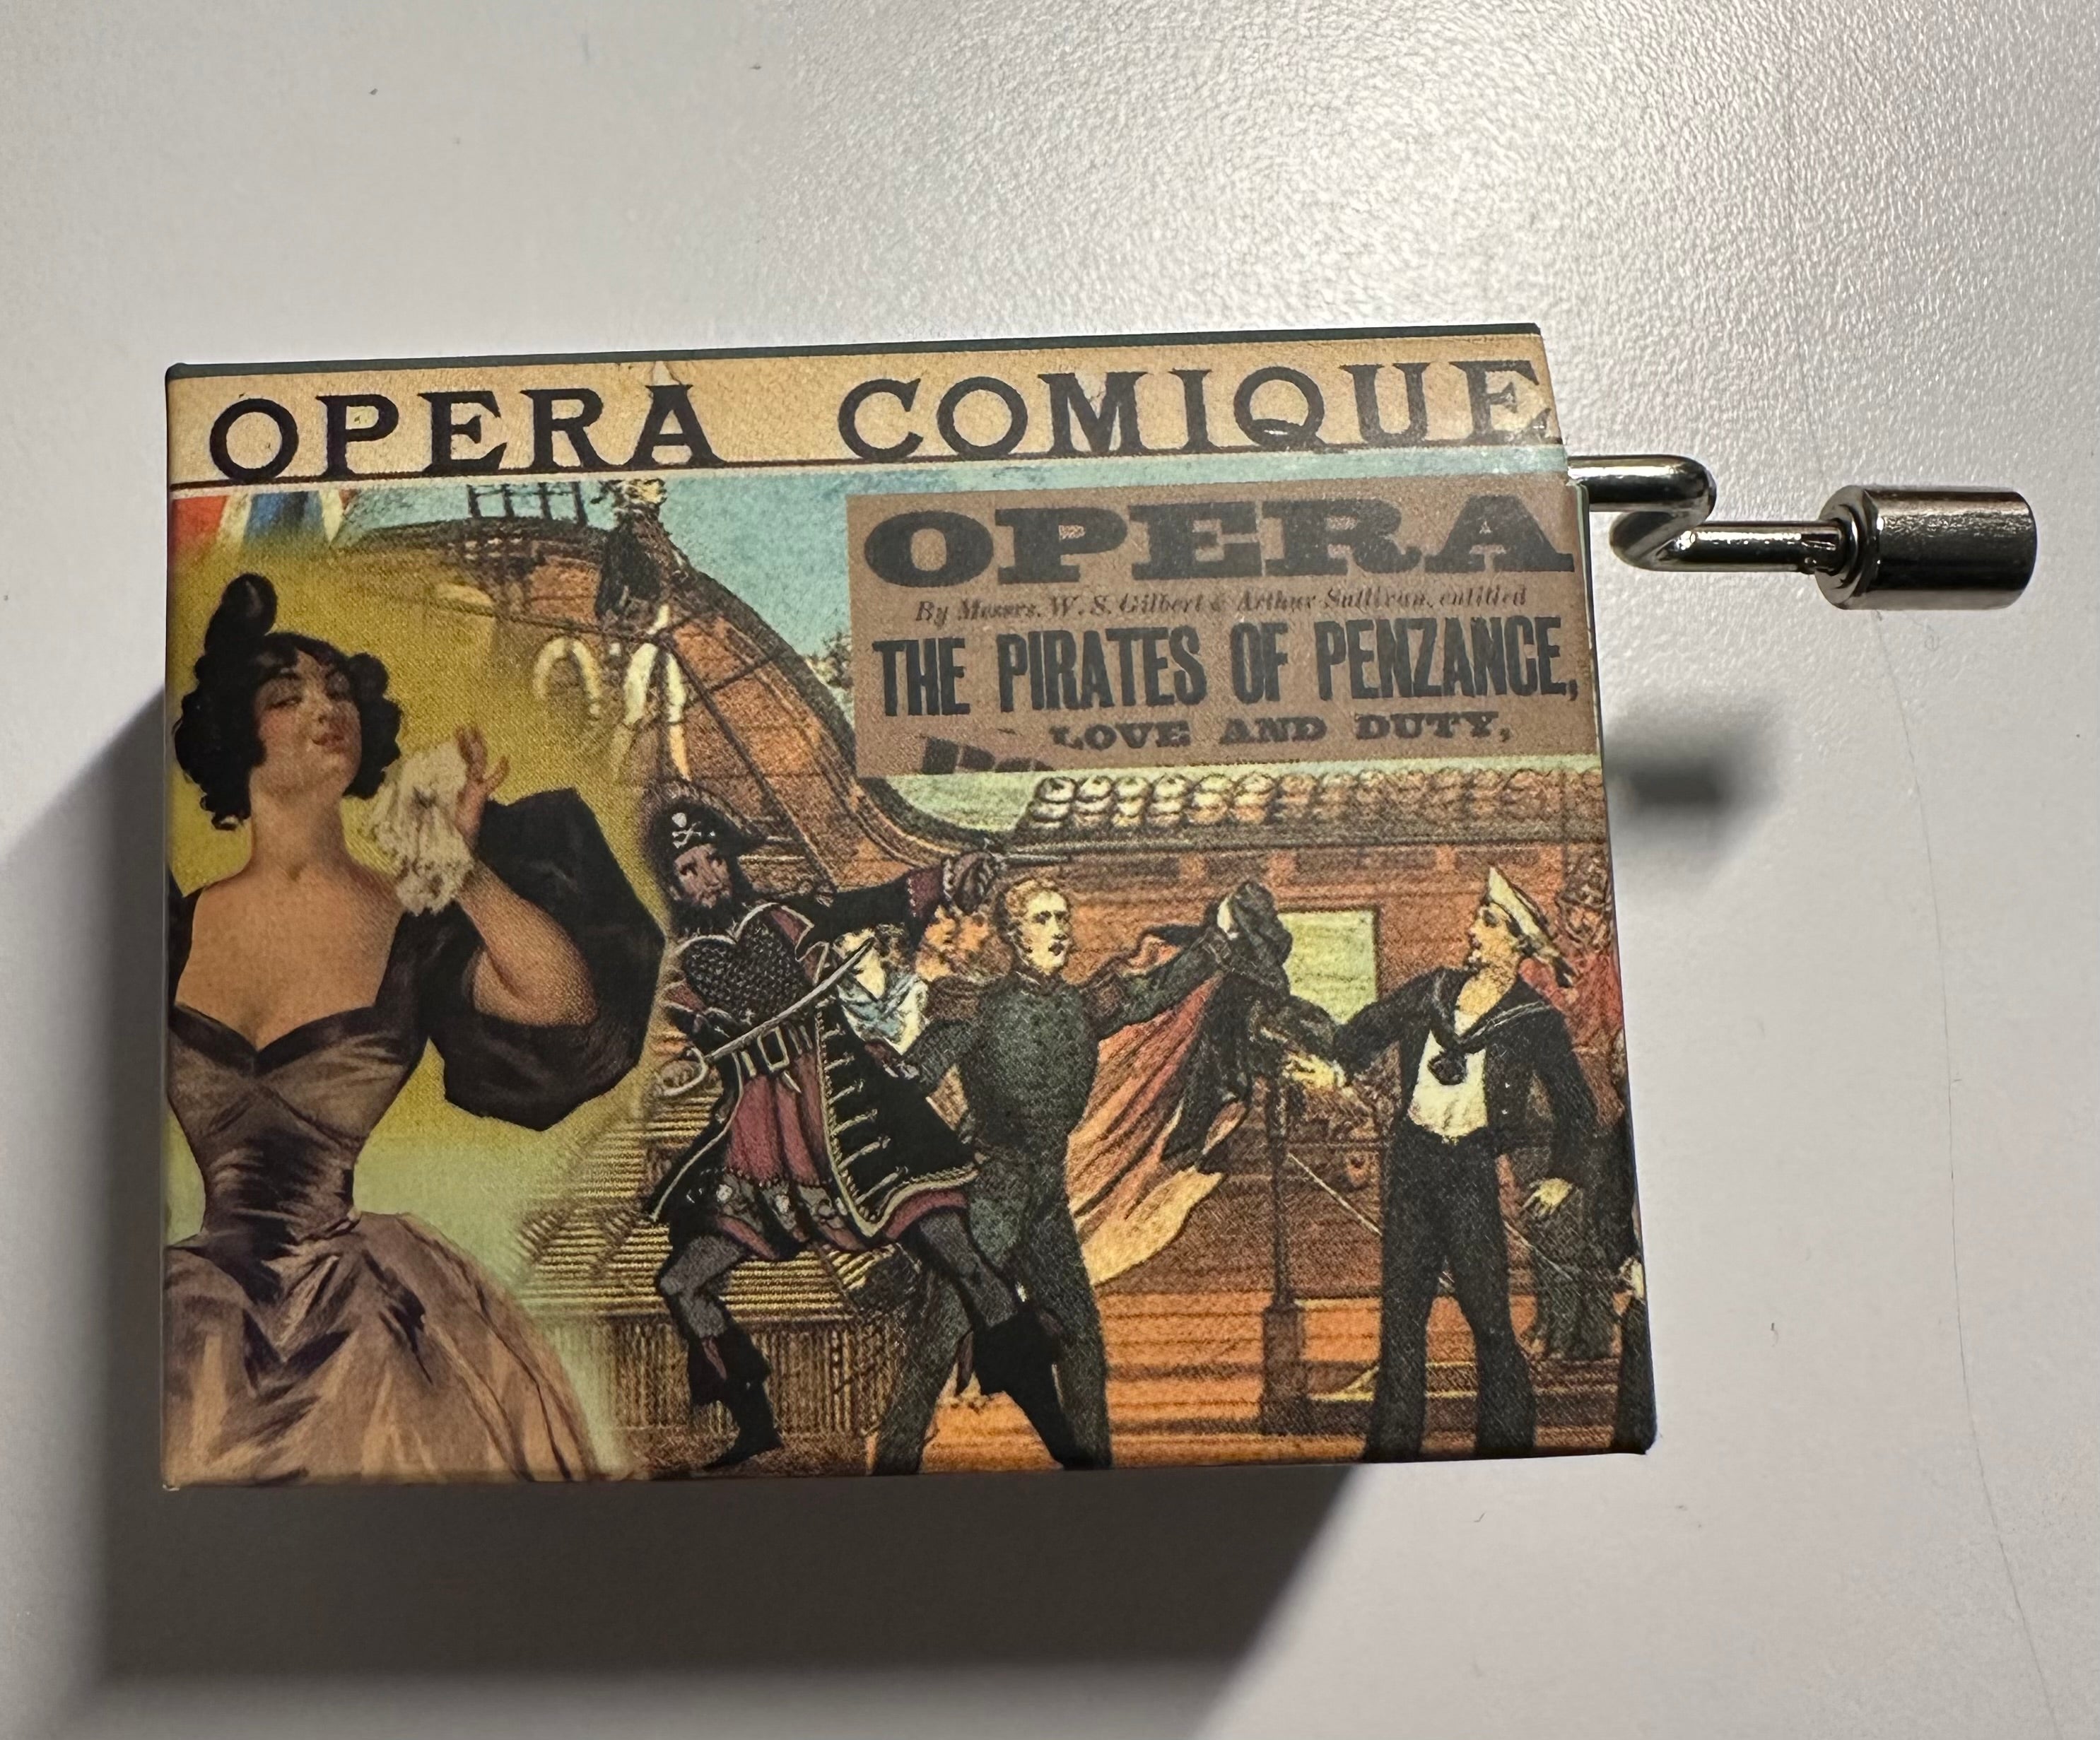 OPERA COMIQUE
OPERA
By Messrs. W. S. Gilbert & Arthur Sullivan, entitled
THE PIRATES OF PENZANCE,
LOVE AND DUTY,